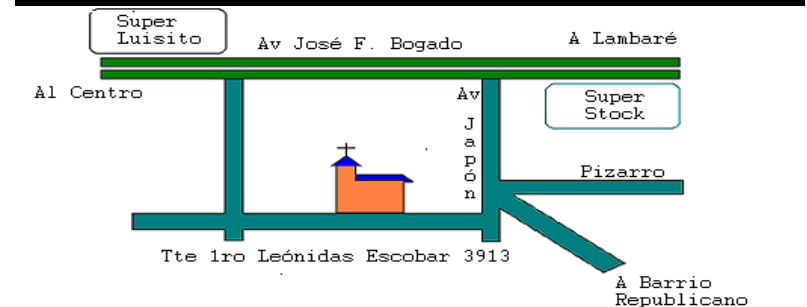 Super
Luisito
Av José F. Bogado
A Lambaré
Al Centro
Av
Japón
Super
Stock
Pizarro
Tte 1ro Leónidas Escobar 3913
A Barrio
Republicano